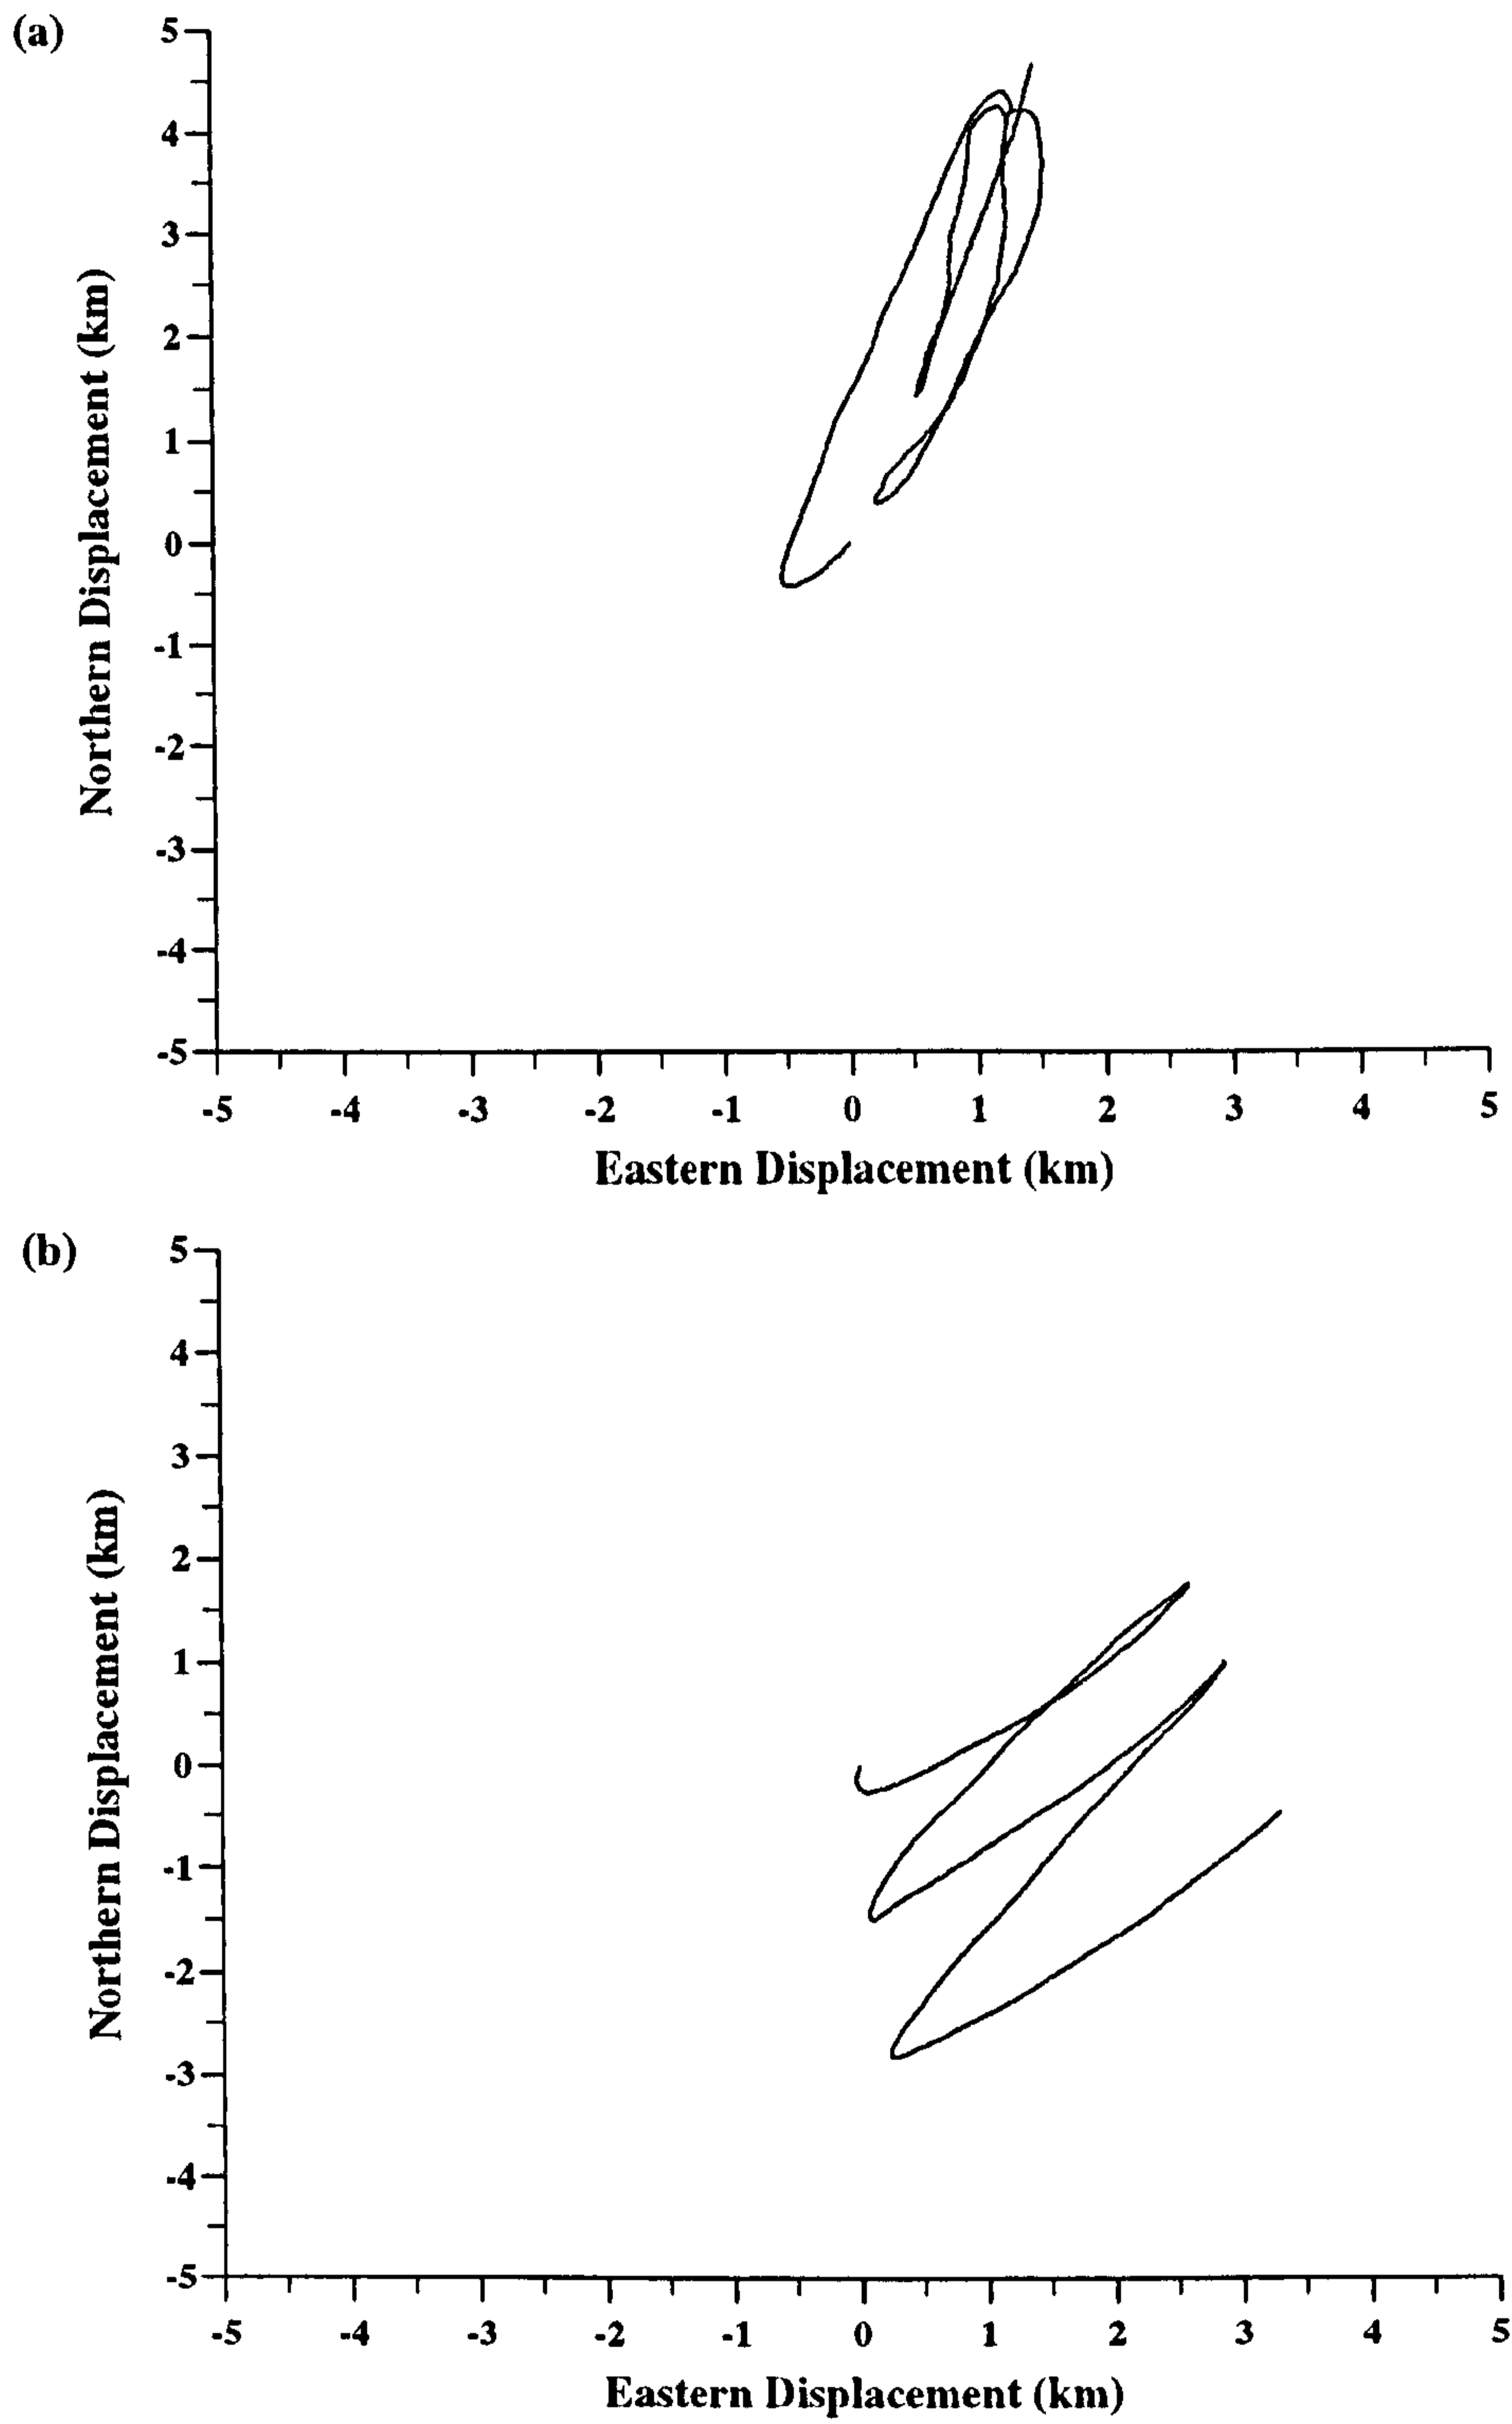 (a)
5
4
3
2
1
0
-1
-2
-3
-4
-5
Northern Displacement (km)
-5 -4 -3 -2 -1 0 1 2 3 4 5
Eastern Displacement (km)
(b)
5
4
3
2
1
0
-1
-2
-3
-4
-5
Northern Displacement (km)
-5 -4 -3 -2 -1 0 1 2 3 4 5
Eastern Displacement (km)